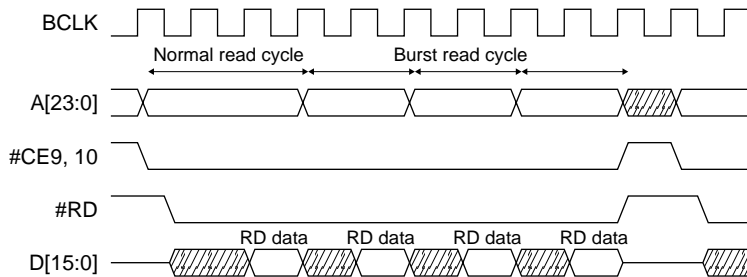 BCLK
Normal read cycle Burst read cycle
A[23:0]
#CE9, 10
#RD
RD data RD data RD data RD data
D[15:0]